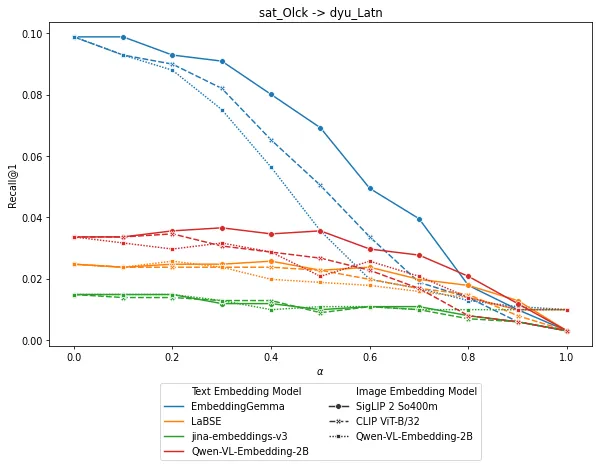 sat_Olck -> dyu_Latn
Recall@1
0.10
0.08
0.06
0.04
0.02
0.00
0.0 0.2 0.4 0.6 0.8 1.0
α
Text Embedding Model Image Embedding Model
EmbeddingGemma SigLIP 2 So400m
LaBSE CLIP ViT-B/32
jina-embeddings-v3 Qwen-VL-Embedding-2B
Qwen-VL-Embedding-2B